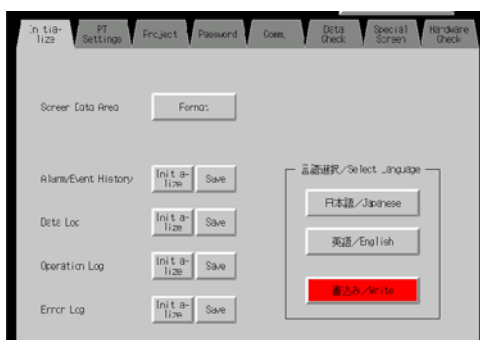 Initia-
lize
PT
Settings
Project
Password
Comm.
Data
Check
Special
Screen
Hardware
Check
Screen Data Area
Format
Alarm/Event History
Initia-
lize
Save
Data Log
Initia-
lize
Save
Operation Log
Initia-
lize
Save
Error Log
Initia-
lize
Save
言語選択/Select Language
日本語/Japanese
英語/English
書込み/Write